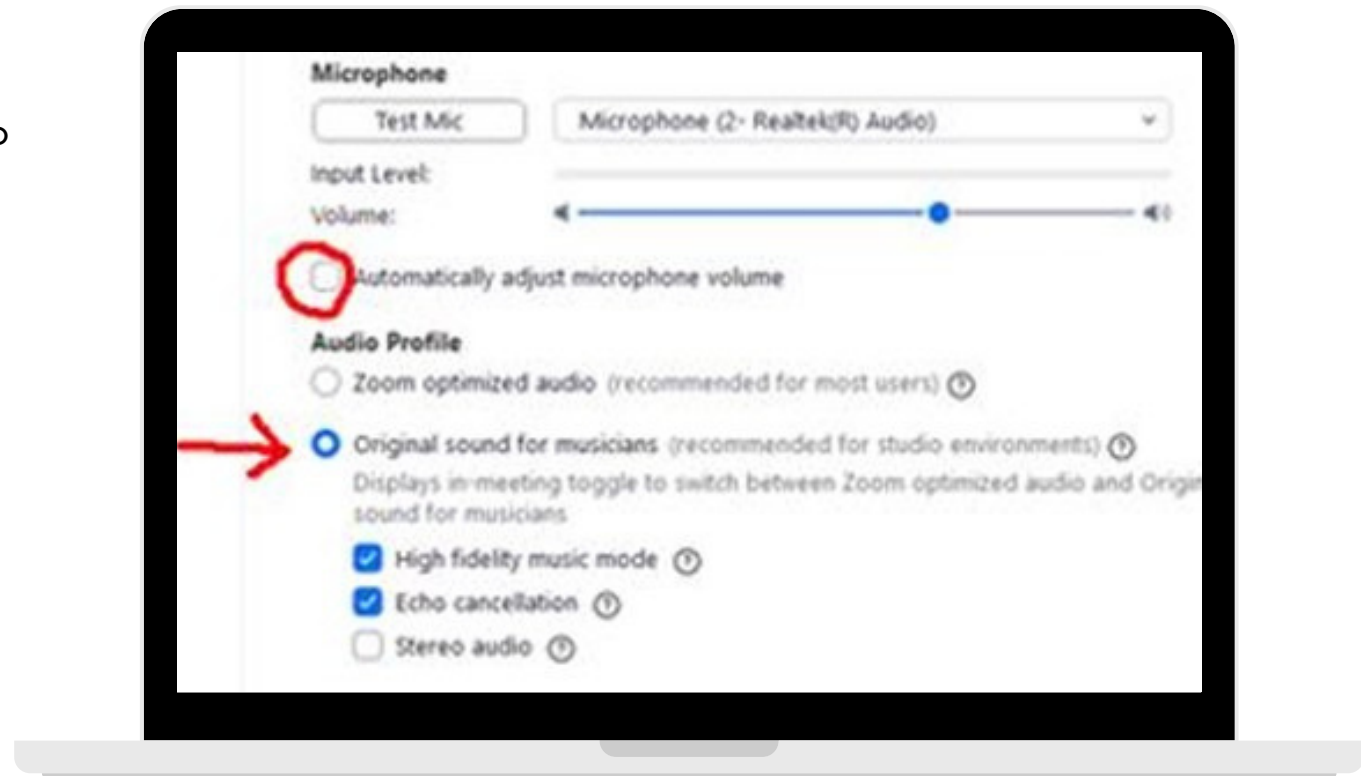 Microphone
Test Mic
Microphone (2- Realtek(R) Audio)
Input Level:
Volume:
Automatically adjust microphone volume
Audio Profile
Zoom optimized audio (recommended for most users) ?
Original sound for musicians (recommended for studio environments) ?
Displays in-meeting toggle to switch between Zoom optimized audio and Origin
sound for musicians
High fidelity music mode ?
Echo cancellation ?
Stereo audio ?